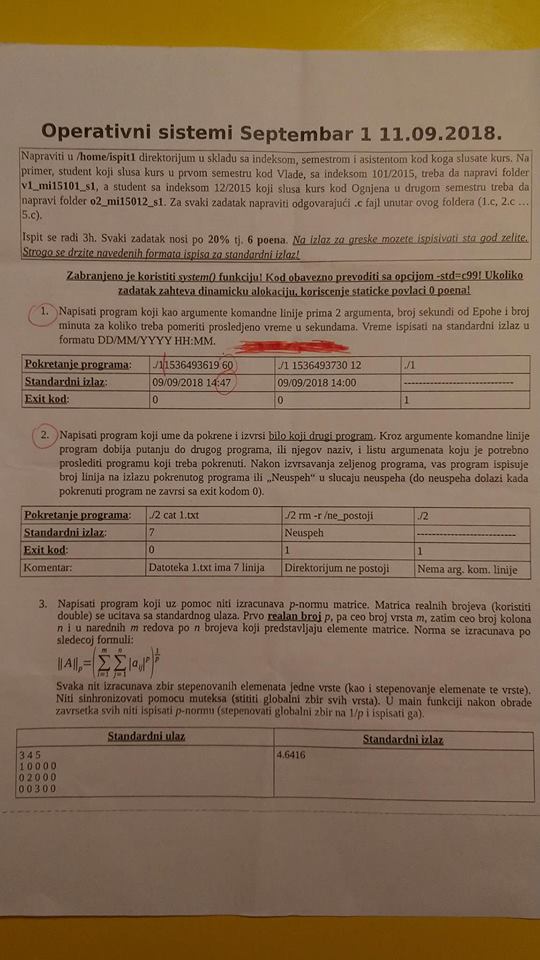 Operativni sistemi Septembar 1 11.09.2018.
Napraviti u /home/ispit1 direktorijum u skladu sa indeksom, semestrom i asistentom kod koga slusate kurs. Na
primer, student koji slusa kurs u prvom semestru kod Vlade, sa indeksom 101/2015, treba da napravi folder
v1_mi15101_s1, a student sa indeksom 12/2015 koji slusa kurs kod Ognjena u drugom semestru treba da
napravi folder o2_mi15012_s1. Za svaki zadatak napraviti odgovarajući .c fajl unutar ovog foldera (1.c, 2.c ...
5.c).
Ispit se radi 3h. Svaki zadatak nosi po 20% tj. 6 poena. Na izlaz za greske mozete ispisivati sta god zelite.
Strogo se drzite navedenih formata ispisa za standardni izlaz!
Zabranjeno je koristiti system() funkciju! Kod obavezno prevoditi sa opcijom -std=c99! Ukoliko
zadatak zahteva dinamicku alokaciju, koriscenje staticke povlaci 0 poena!
1. Napisati program koji kao argumente komandne linije prima 2 argumenta, broj sekundi od Epohe i broj
minuta za koliko treba pomeriti prosledjeno vreme u sekundama. Vreme ispisati na standardni izlaz u
formatu DD/MM/YYYY HH:MM.
Pokretanje programa: ./1 1536493619 60 ./1 1536493730 12 ./1
Standardni izlaz: 09/09/2018 14:47 09/09/2018 14:00 ----------------------------
Exit kod: 0 0 1
2. Napisati program koji ume da pokrene i izvrsi bilo koji drugi program. Kroz argumente komandne linije
program dobija putanju do drugog programa, ili njegov naziv, i listu argumenata koju je potrebno
proslediti programu koji treba pokrenuti. Nakon izvrsavanja zeljenog programa, vas program ispisuje
broj linija na izlazu pokrenutog programa ili „Neuspeh“ u slucaju neuspeha (do neuspeha dolazi kada
pokrenuti program ne zavrsi sa exit kodom 0).
Pokretanje programa: ./2 cat 1.txt ./2 rm -r /ne_postoji ./2
Standardni izlaz: 7 Neuspeh --------------------------
Exit kod: 0 1 1
Komentar: Datoteka 1.txt ima 7 linija Direktorijum ne postoji Nema arg. kom. linije
3. Napisati program koji uz pomoc niti izracunava p-normu matrice. Matrica realnih brojeva (koristiti
double) se ucitava sa standardnog ulaza. Prvo realan broj p, pa ceo broj vrsta m, zatim ceo broj kolona
n i u narednih m redova po n brojeva koji predstavljaju elemente matrice. Norma se izracunava po
sledecoj formuli:
||A||p=(∑i=1m ∑j=1n |aij|p)1/p
Svaka nit izracunava zbir stepenovanih elemenata jedne vrste (kao i stepenovanje elemenate te vrste).
Niti sinhronizovati pomocu muteksa (stititi globalni zbir svih vrsta). U main funkciji nakon obrade
zavrsetka svih niti ispisati p-normu (stepenovati globalni zbir na 1/p i ispisati ga).
Standardni ulaz Standardni izlaz
3 4 5 4.6416
1 0 0 0 0
0 2 0 0 0
0 0 3 0 0